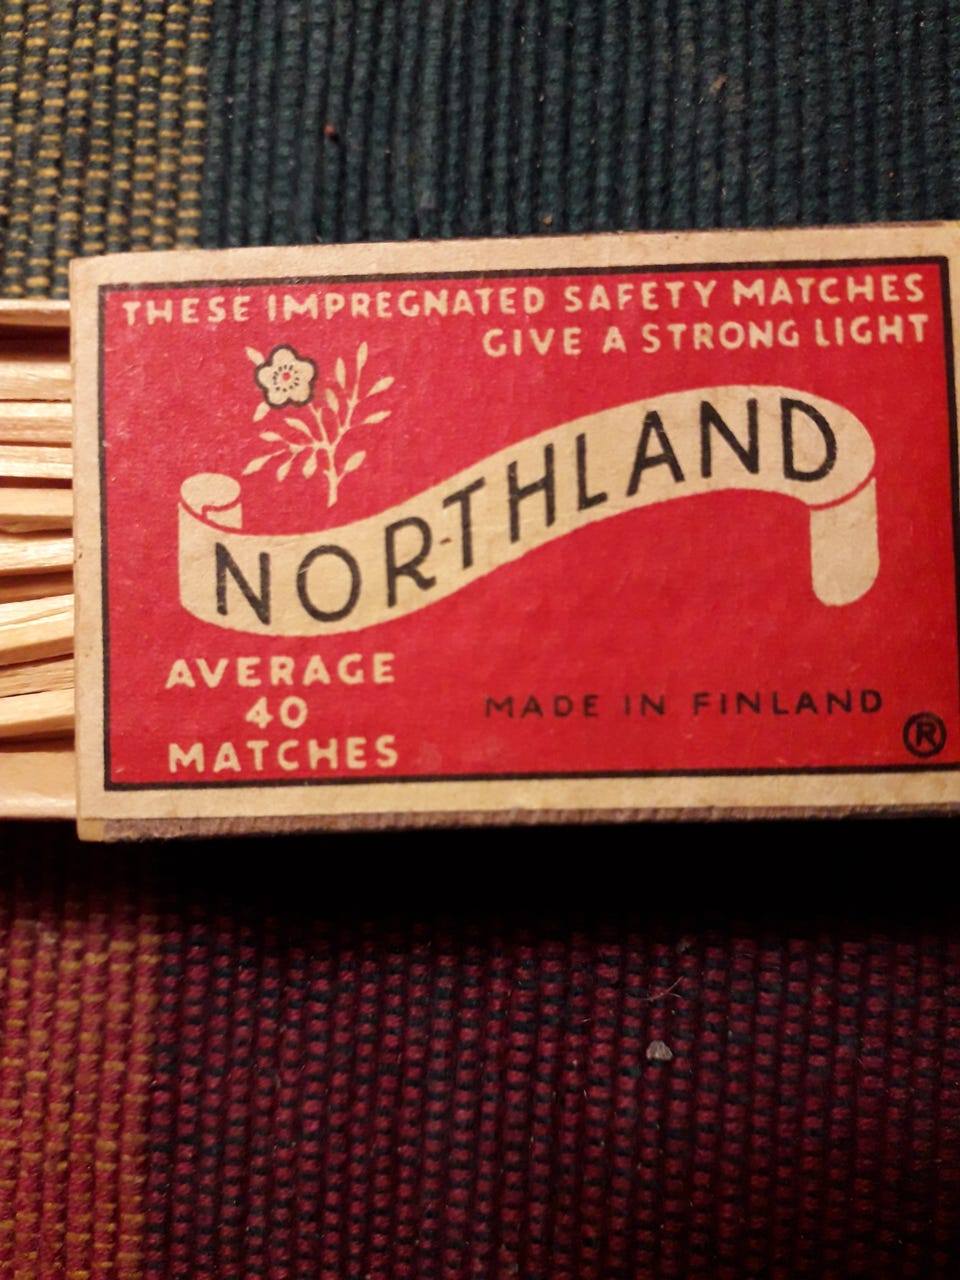 THESE IMPREGNATED SAFETY MATCHES
GIVE A STRONG LIGHT
NORTHLAND
AVERAGE
40
MATCHES
MADE IN FINLAND
®